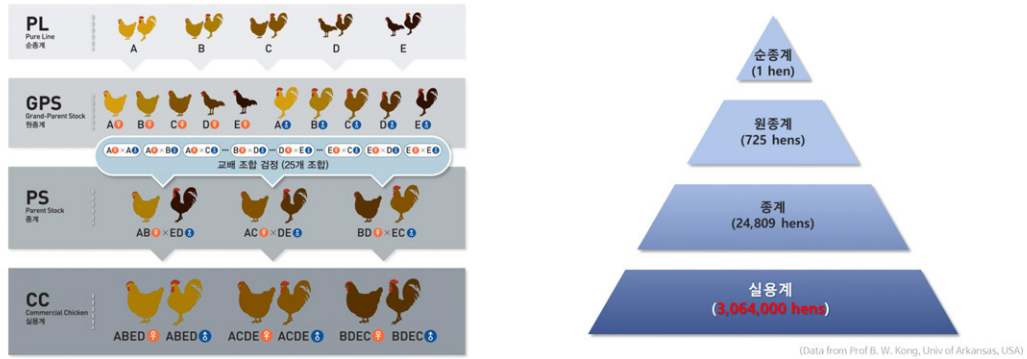 PL
Pure Line
순종계
A B C D E
GPS
Grand-Parent Stock
원종계
A♀ B♀ C♀ D♀ E♀ A♂ B♂ C♂ D♂ E♂
A♀×A♂ A♀×B♂ A♀×C♂ ··· B♀×D♂ ··· D♀×E♂ ··· E♀×C♂ E♀×D♂ E♀×E♂
교배 조합 검정 (25개 조합)
PS
Parent Stock
종계
AB♀×ED♂ AC♀×DE♂ BD♀×EC♂
CC
Commercial Chicken
실용계
ABED♀ ABED♂ ACDE♀ ACDE♂ BDEC♀ BDEC♂
순종계
(1 hen)
원종계
(725 hens)
종계
(24,809 hens)
실용계
(3,064,000 hens)
(Data from Prof B. W. Kong, Univ of Arkansas, USA)